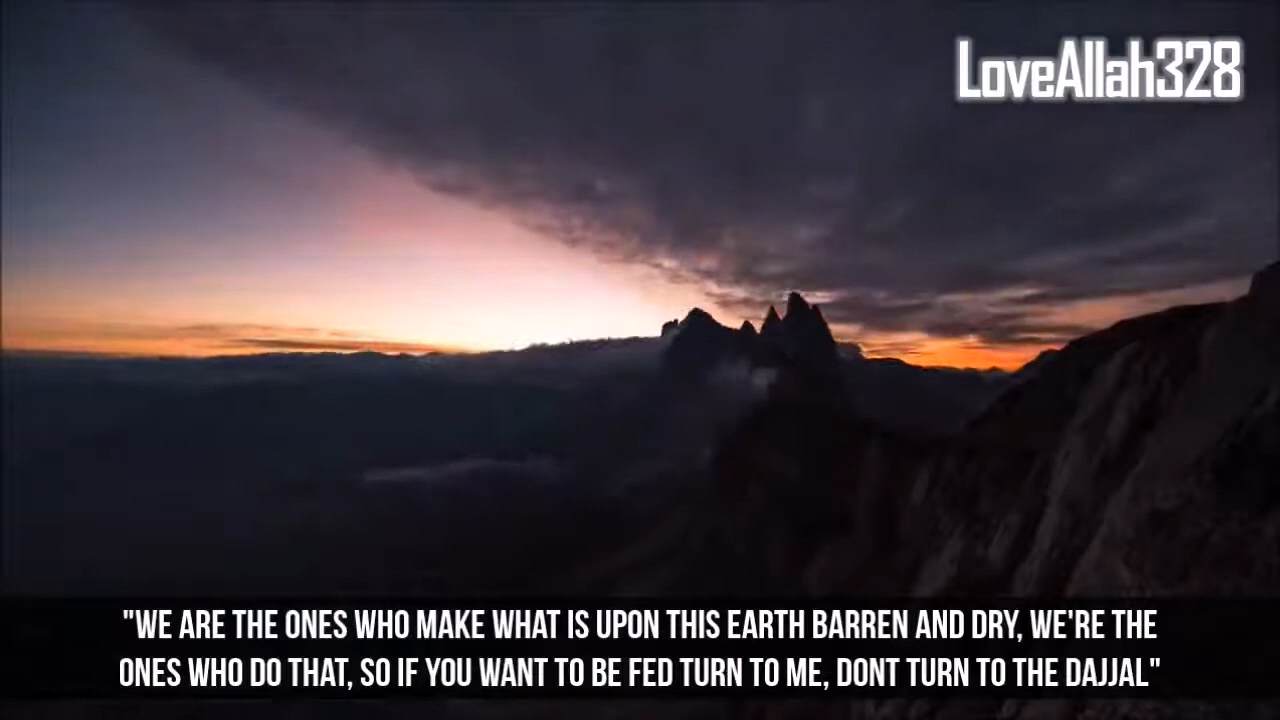 LoveAllah328
"WE ARE THE ONES WHO MAKE WHAT IS UPON THIS EARTH BARREN AND DRY, WE'RE THE
ONES WHO DO THAT, SO IF YOU WANT TO BE FED TURN TO ME, DONT TURN TO THE DAJJAL"